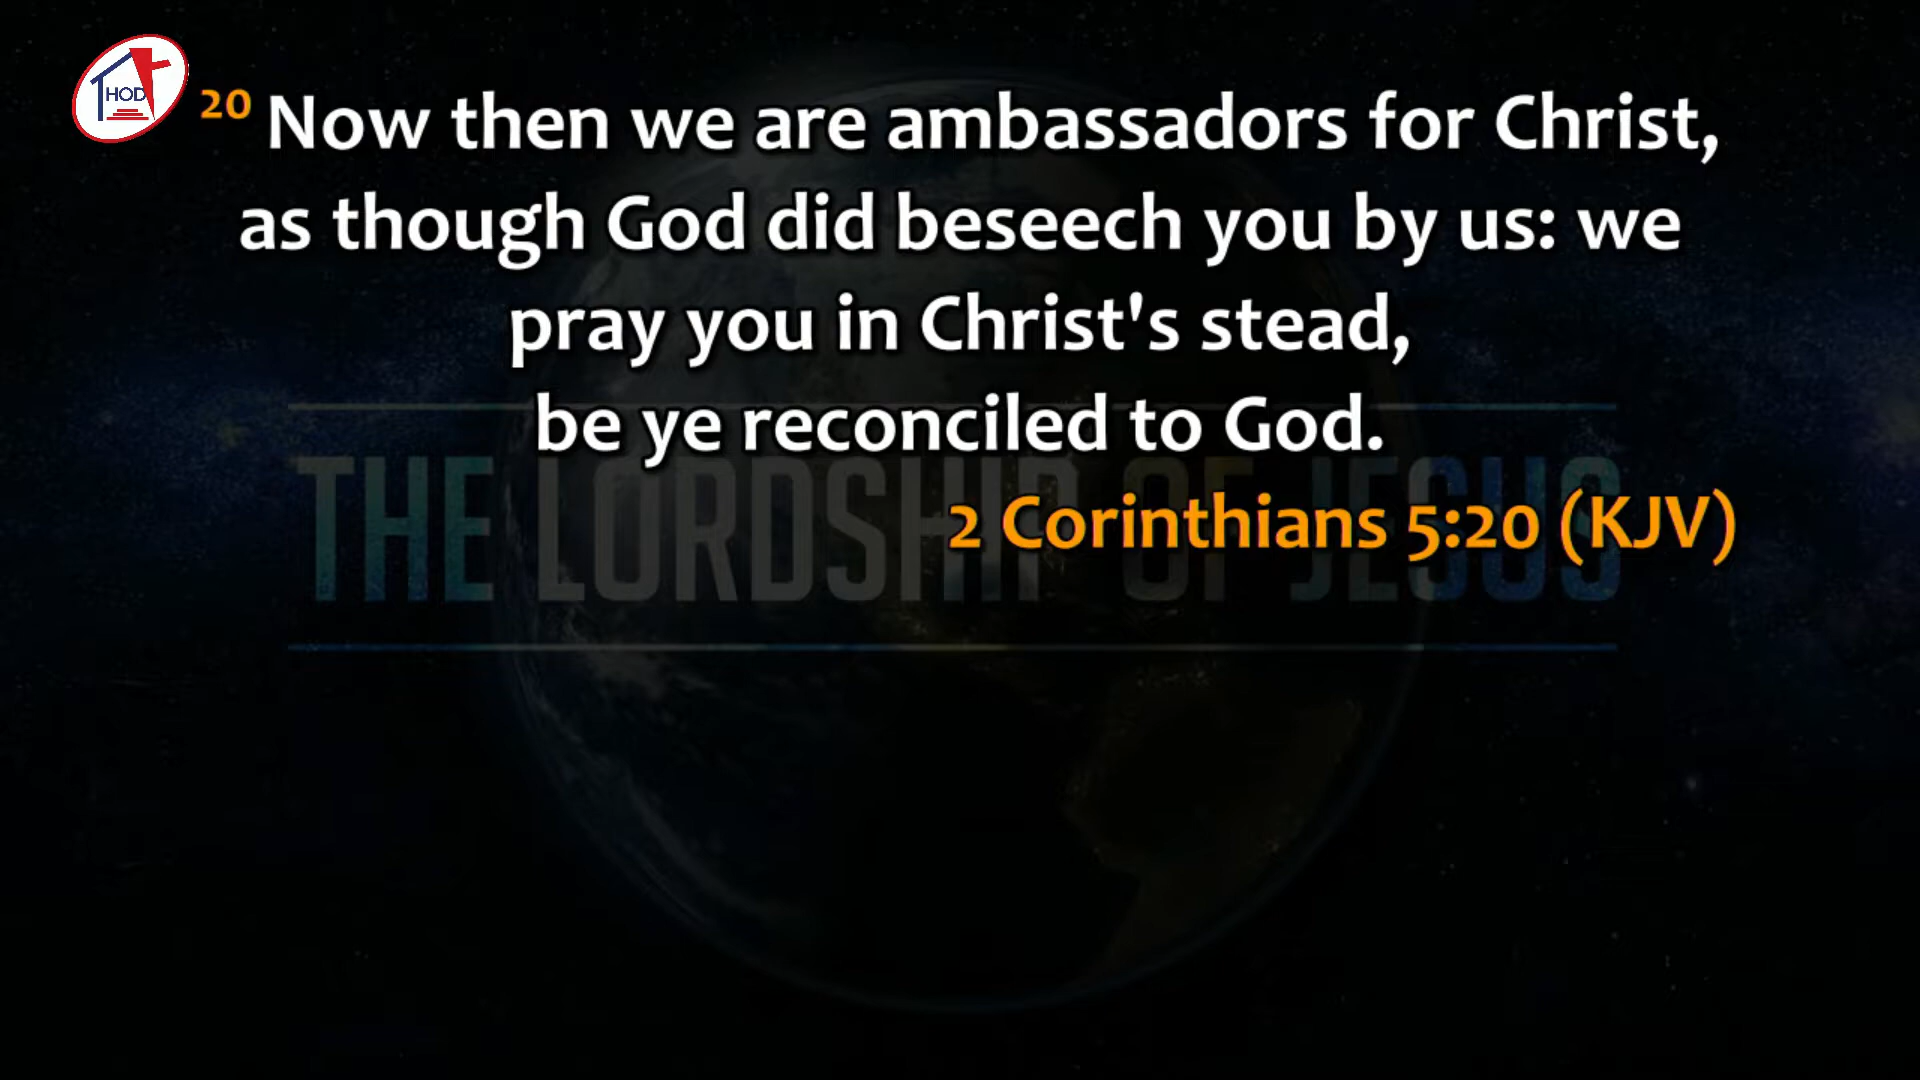 HOD
20 Now then we are ambassadors for Christ,
as though God did beseech you by us: we
pray you in Christ's stead,
be ye reconciled to God.
2 Corinthians 5:20 (KJV)
THE LORDSHIP OF JESUS